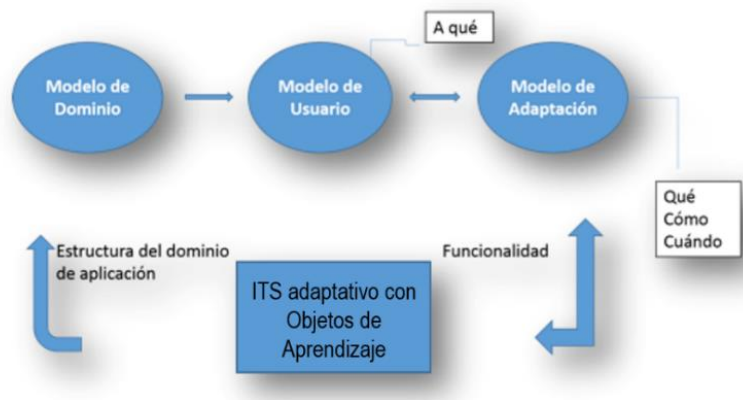 A qué
Modelo de
Dominio
Modelo de
Usuario
Modelo de
Adaptación
Qué
Cómo
Cuándo
Estructura del dominio
de aplicación
Funcionalidad
ITS adaptativo con
Objetos de
Aprendizaje